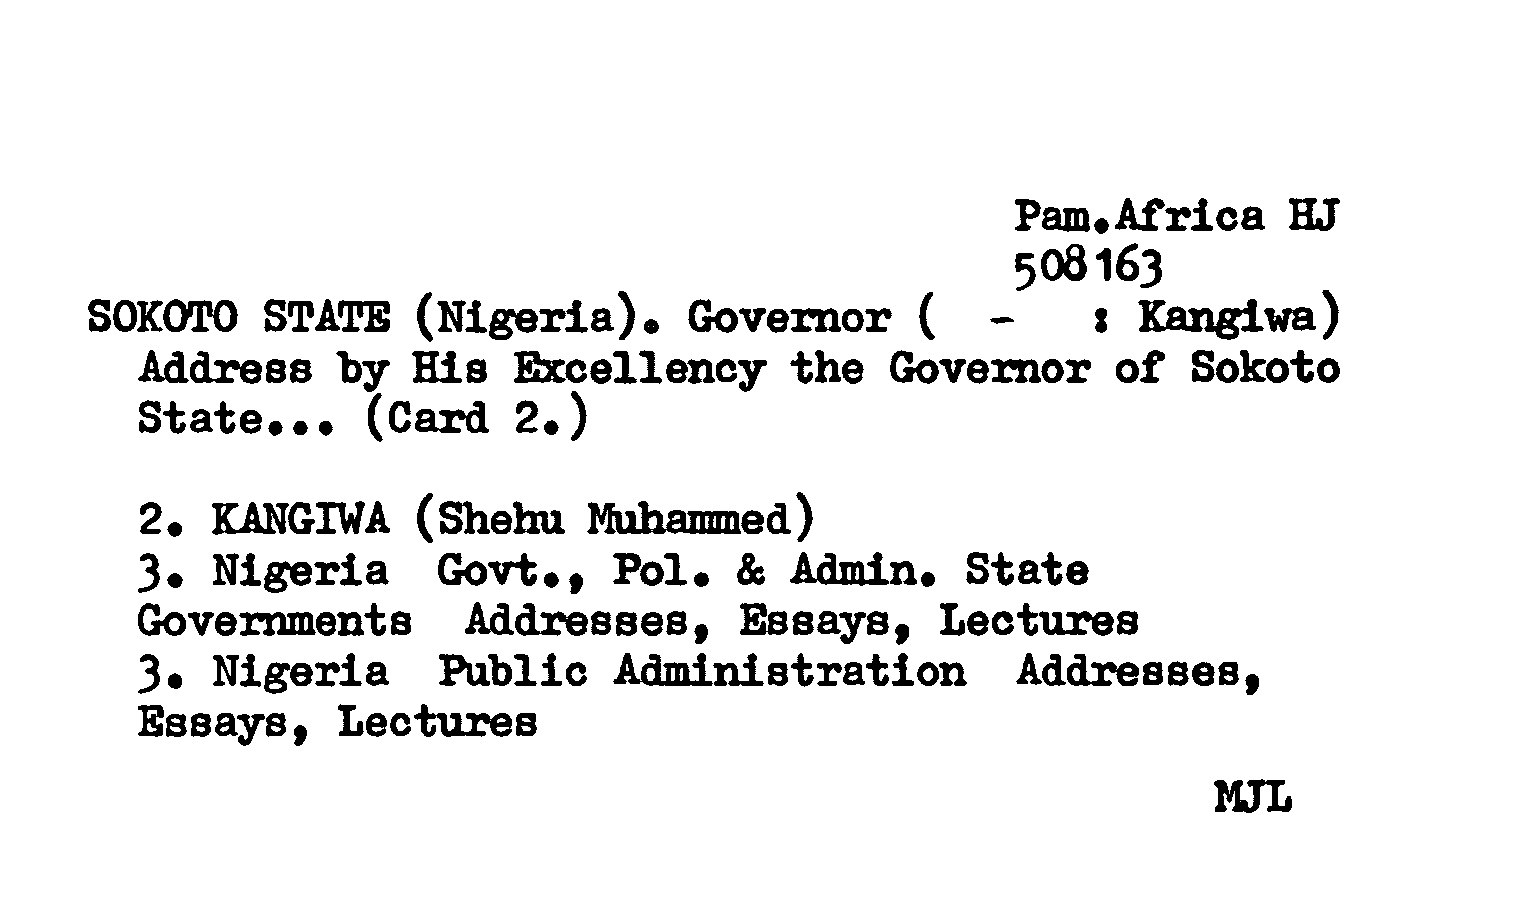 Pam.Africa HJ
508163
SOKOTO STATE (Nigeria). Governor (  -   : Kangiwa)
Address by His Excellency the Governor of Sokoto
State... (Card 2.)
2. KANGIWA (Shehu Muhammed)
3. Nigeria  Govt., Pol. & Admin. State
Governments  Addresses, Essays, Lectures
3. Nigeria  Public Administration  Addresses,
Essays, Lectures
MJL